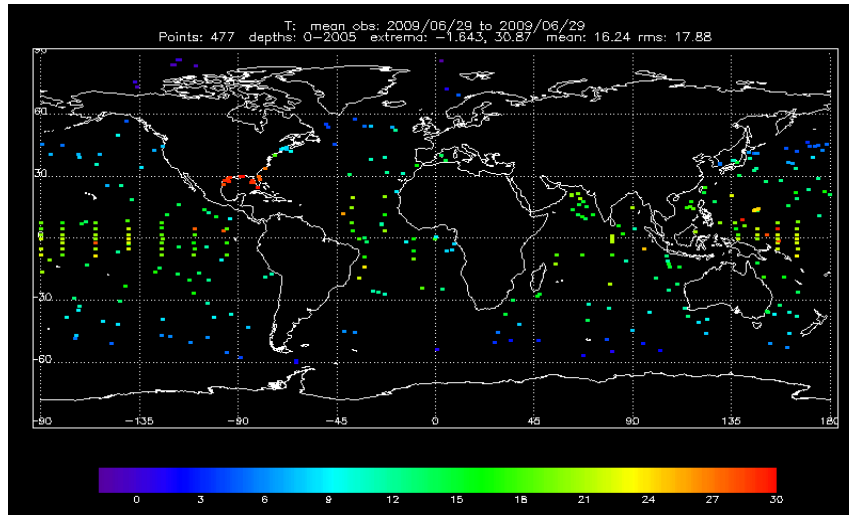 T: mean obs: 2009/06/29 to 2009/06/29
Points: 477 depths: 0-2005 extrema: -1.643, 30.87 mean: 16.24 rms: 17.88
90
60
30
0
-30
-60
-90 -135 -90 -45 0 45 90 135 180
0 3 6 9 12 15 18 21 24 27 30